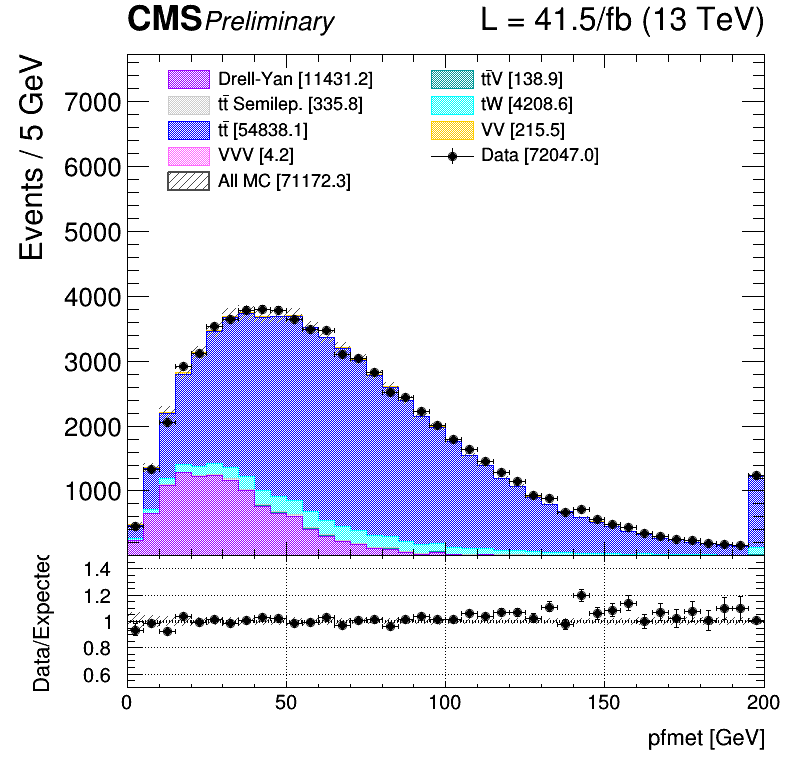 CMS Preliminary L = 41.5/fb (13 TeV)
Events / 5 GeV
7000
6000
5000
4000
3000
2000
1000
Drell-Yan [11431.2]
tt̄ Semilep. [335.8]
tt̄ [54838.1]
VVV [4.2]
All MC [71172.3]
tt̄V [138.9]
tW [4208.6]
VV [215.5]
Data [72047.0]
Data/Expected
1.4
1.2
1
0.8
0.6
0 50 100 150 200
pfmet [GeV]